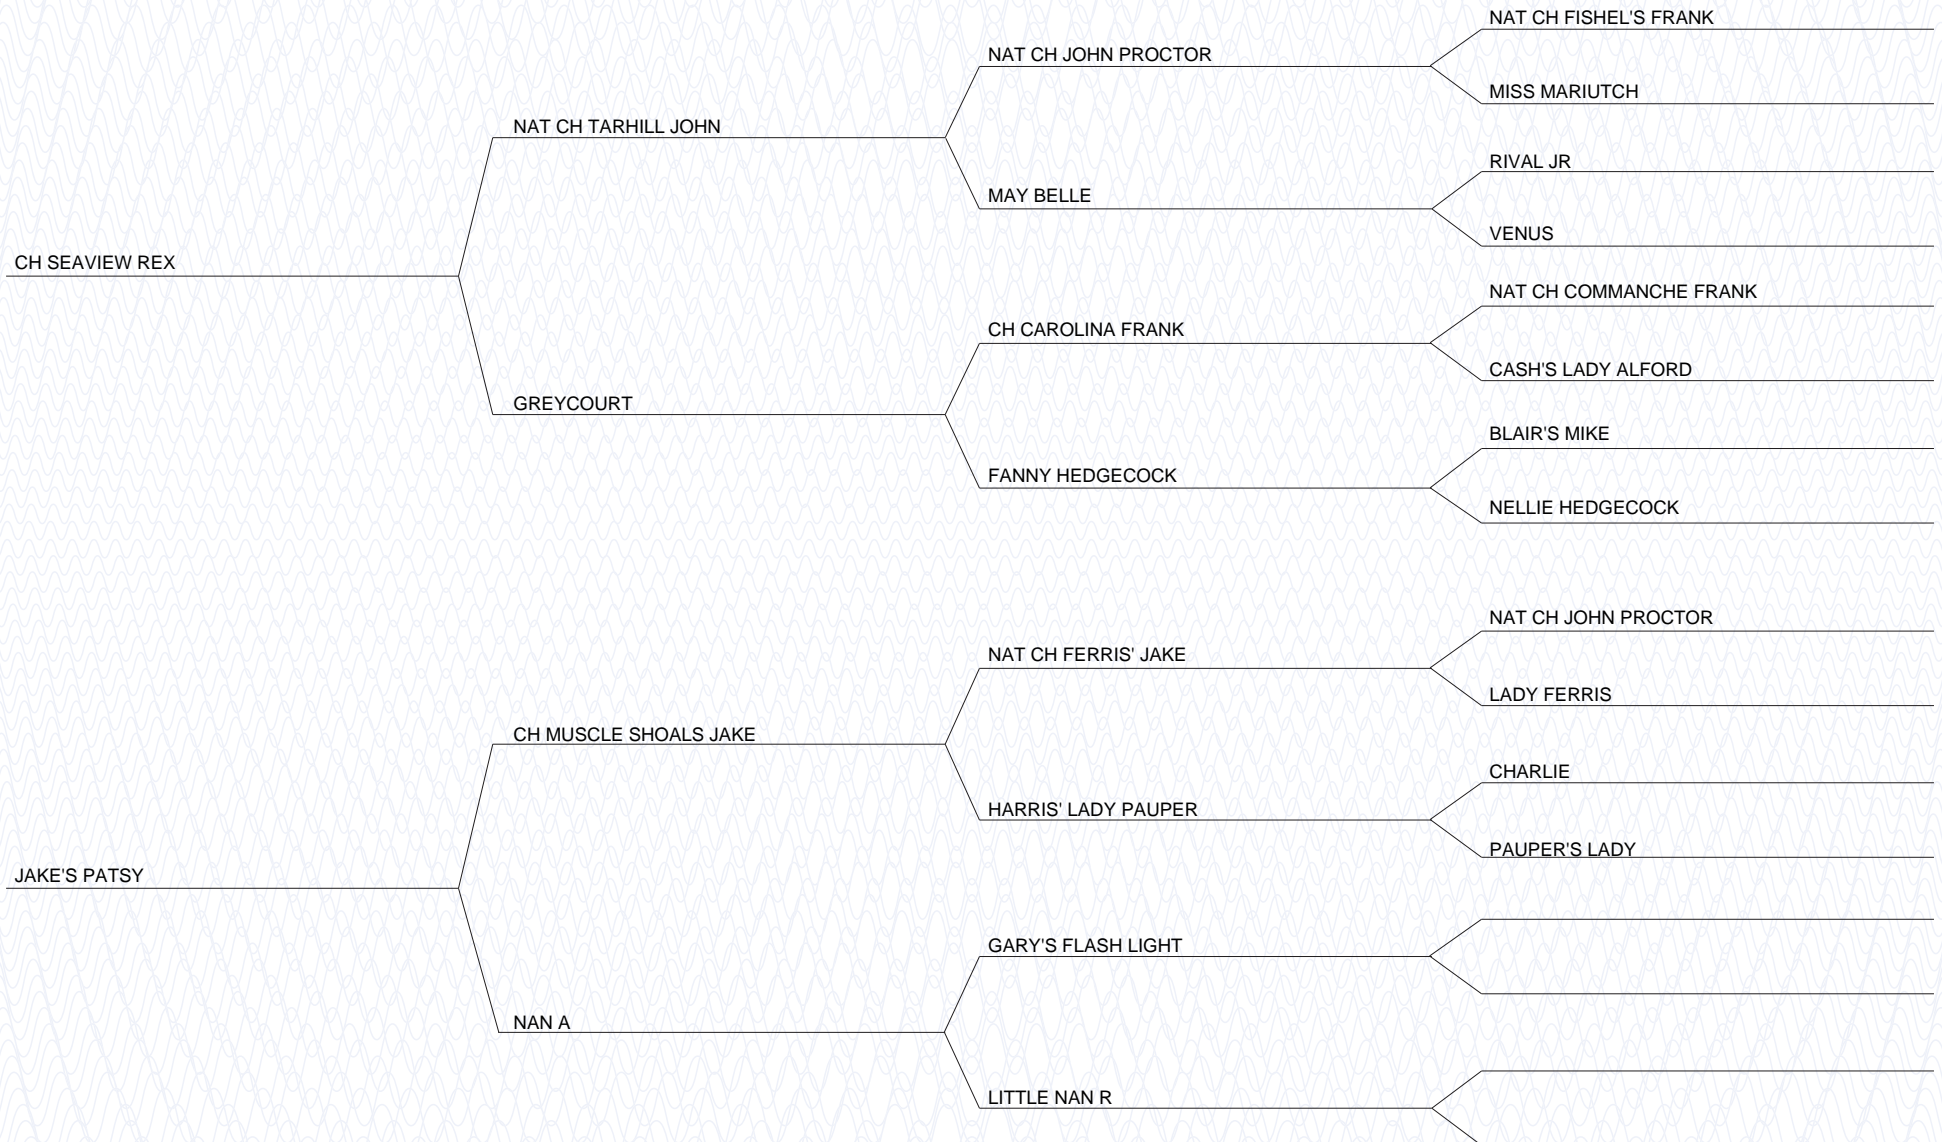 NAT CH FISHEL'S FRANK
NAT CH JOHN PROCTOR
MISS MARIUTCH
NAT CH TARHILL JOHN
RIVAL JR
MAY BELLE
VENUS
CH SEAVIEW REX
NAT CH COMMANCHE FRANK
CH CAROLINA FRANK
CASH'S LADY ALFORD
GREYCOURT
BLAIR'S MIKE
FANNY HEDGECOCK
NELLIE HEDGECOCK
NAT CH JOHN PROCTOR
NAT CH FERRIS' JAKE
LADY FERRIS
CH MUSCLE SHOALS JAKE
CHARLIE
HARRIS' LADY PAUPER
PAUPER'S LADY
JAKE'S PATSY
GARY'S FLASH LIGHT
NAN A
LITTLE NAN R